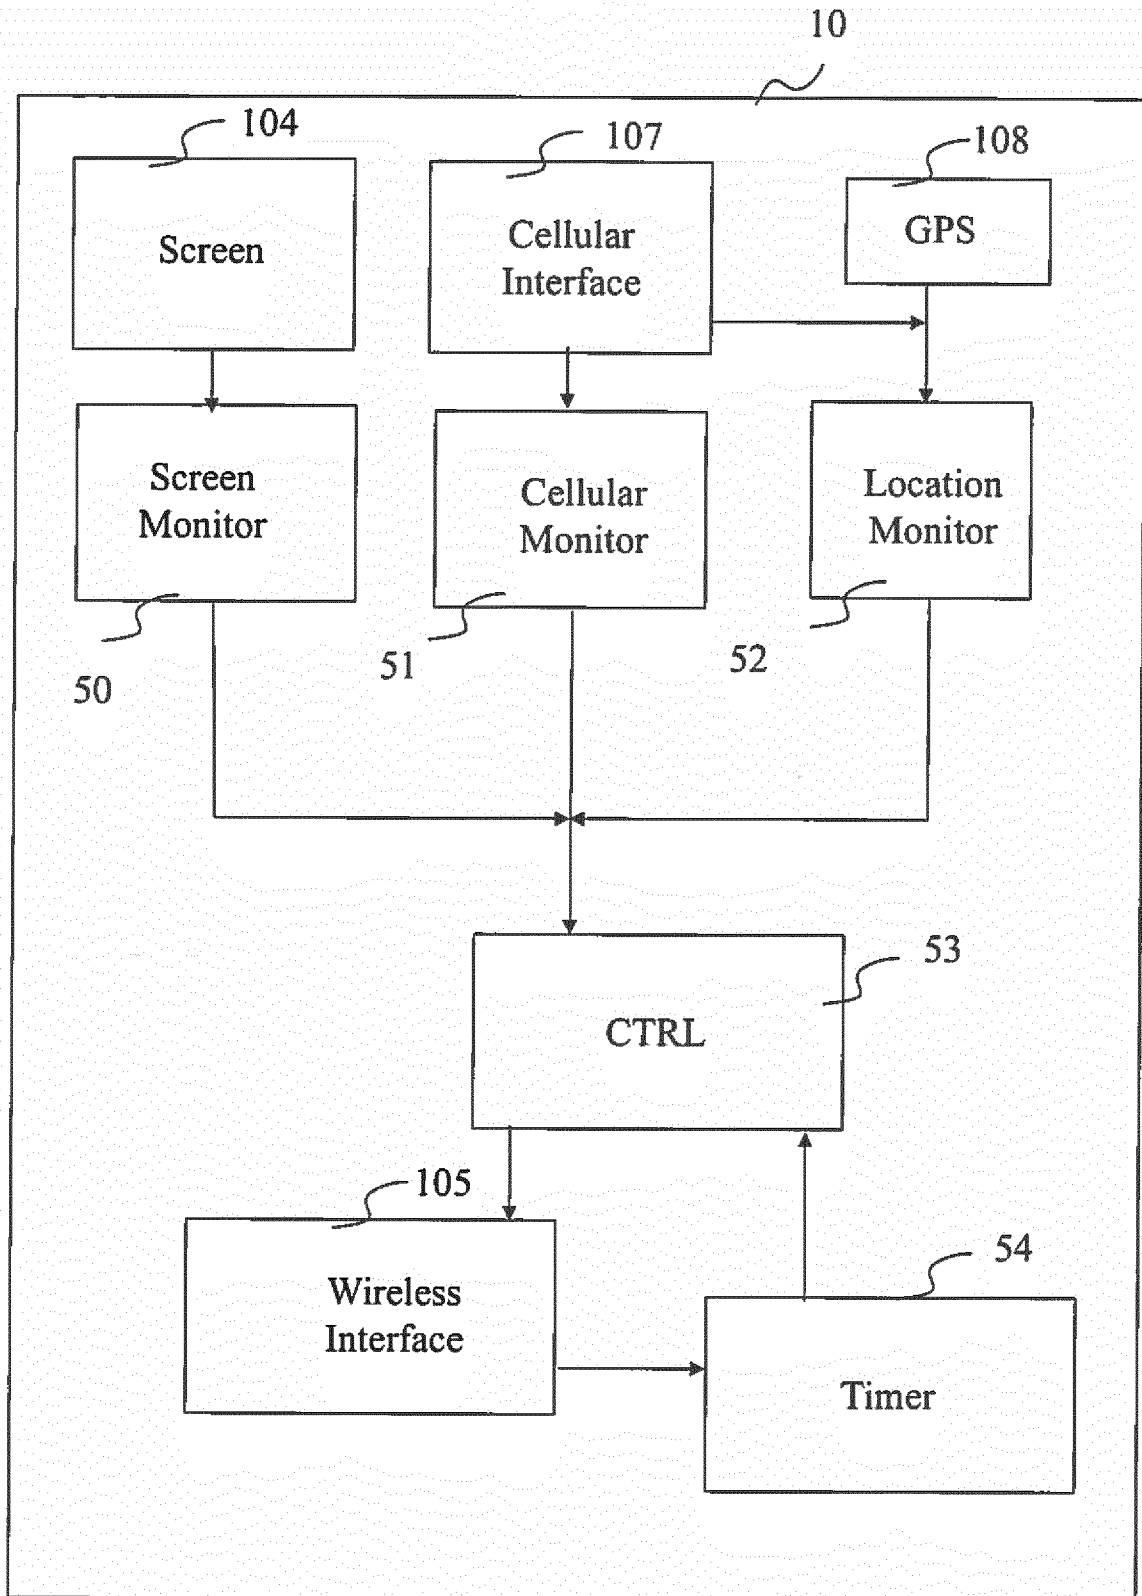 10
104
107
108
Screen
Cellular
Interface
GPS
Screen
Monitor
Cellular
Monitor
Location
Monitor
50
51
52
53
CTRL
105
Wireless
Interface
54
Timer